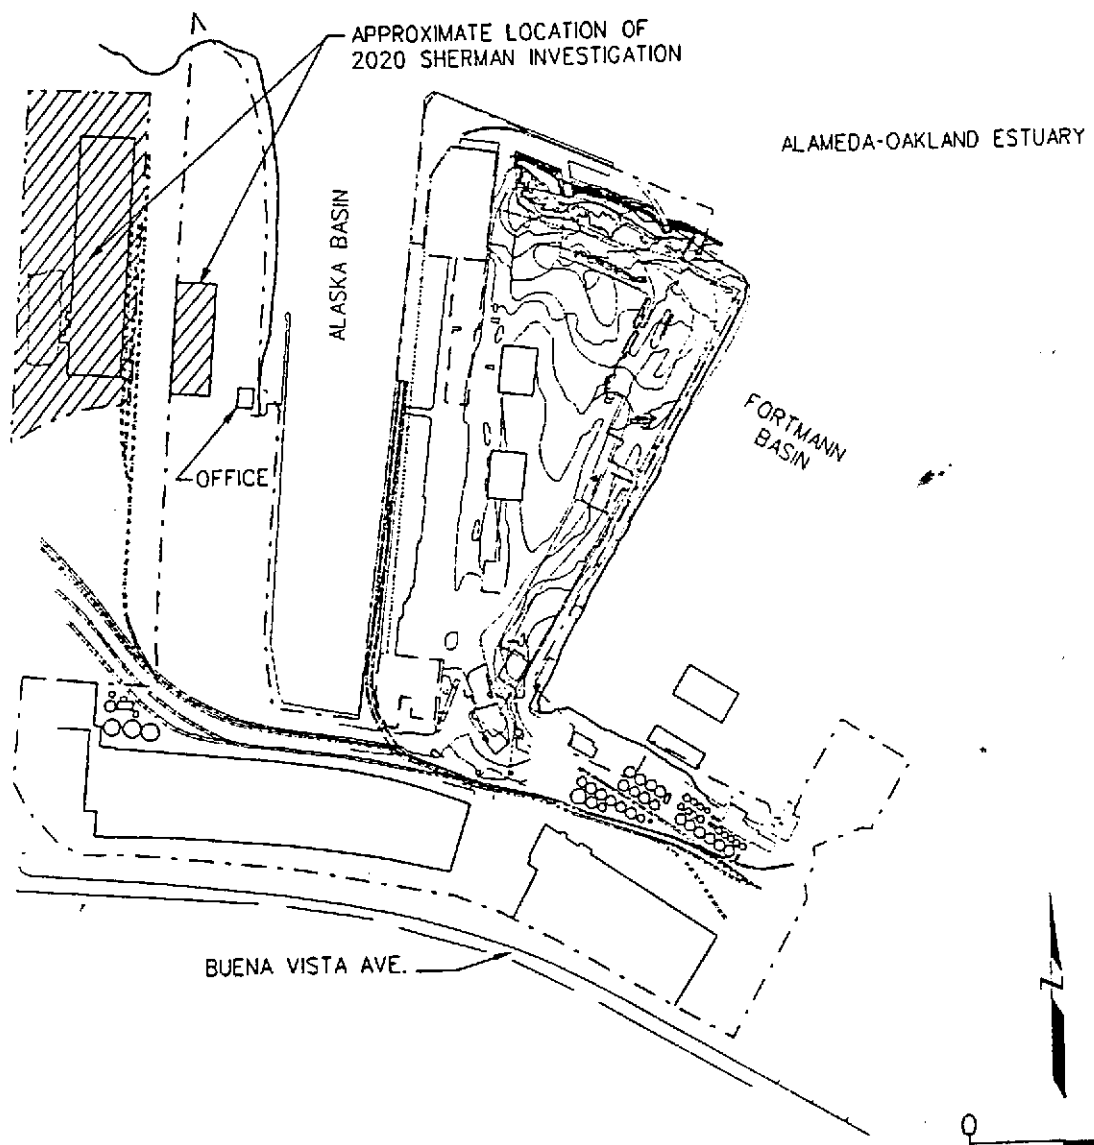 APPROXIMATE LOCATION OF
2020 SHERMAN INVESTIGATION
ALAMEDA-OAKLAND ESTUARY
ALASKA BASIN
FORTMANN
BASIN
OFFICE
BUENA VISTA AVE.
Z
0